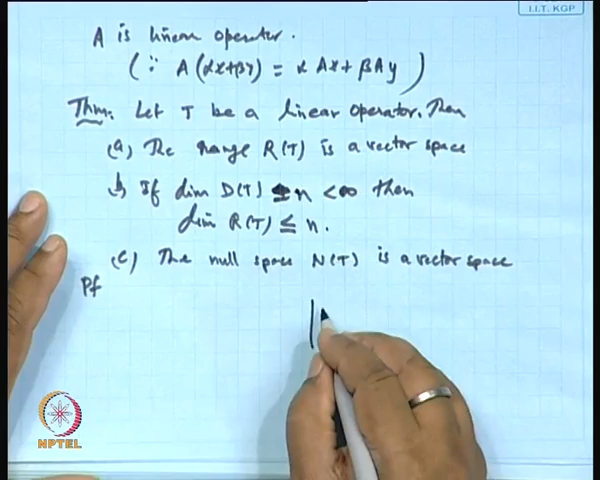 I.I.T. KGP
A is linear operator.
(∵ A(αx+βy) = α Ax + βAy)
Thm. Let T be a linear operator. Then
(a) The range R(T) is a vector space
b) If dim D(T) = n < ∞ then
dim R(T) ≤ n.
(c) The null space N(T) is a vector space
Pf
NPTEL